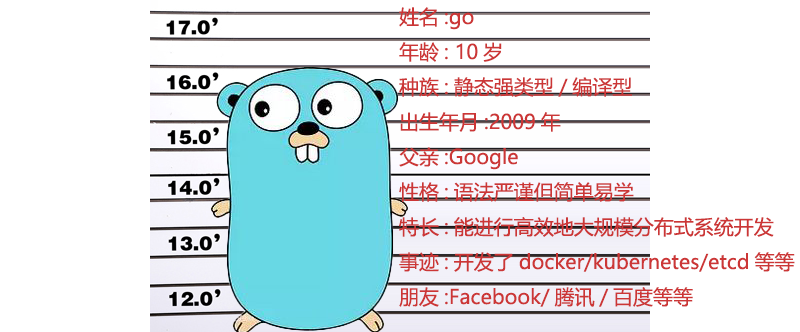 17.0’
姓名 :go
年龄 : 10 岁
16.0’
种族 : 静态强类型 / 编译型
出生年月 :2009 年
15.0’
父亲 :Google
14.0’
性格 : 语法严谨但简单易学
特长 : 能进行高效地大规模分布式系统开发
13.0’
事迹 : 开发了 docker/kubernetes/etcd 等等
12.0’
朋友 :Facebook/ 腾讯 / 百度等等